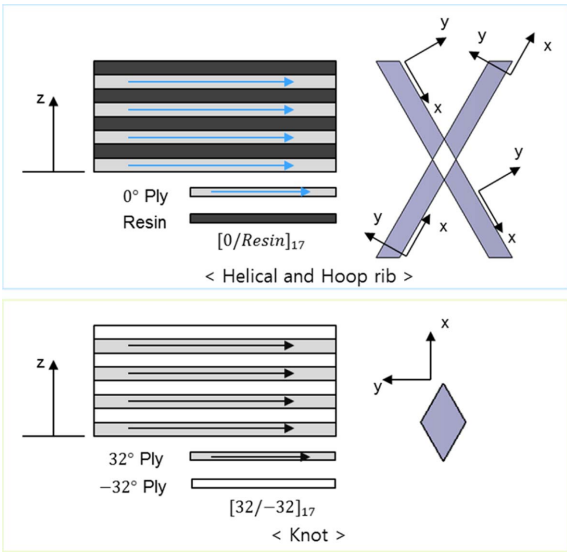 z
0° Ply
Resin
[0/Resin]₁₇
y
x
y
x
y
x
y
x
< Helical and Hoop rib >
z
32° Ply
−32° Ply
[32/−32]₁₇
x
y
< Knot >